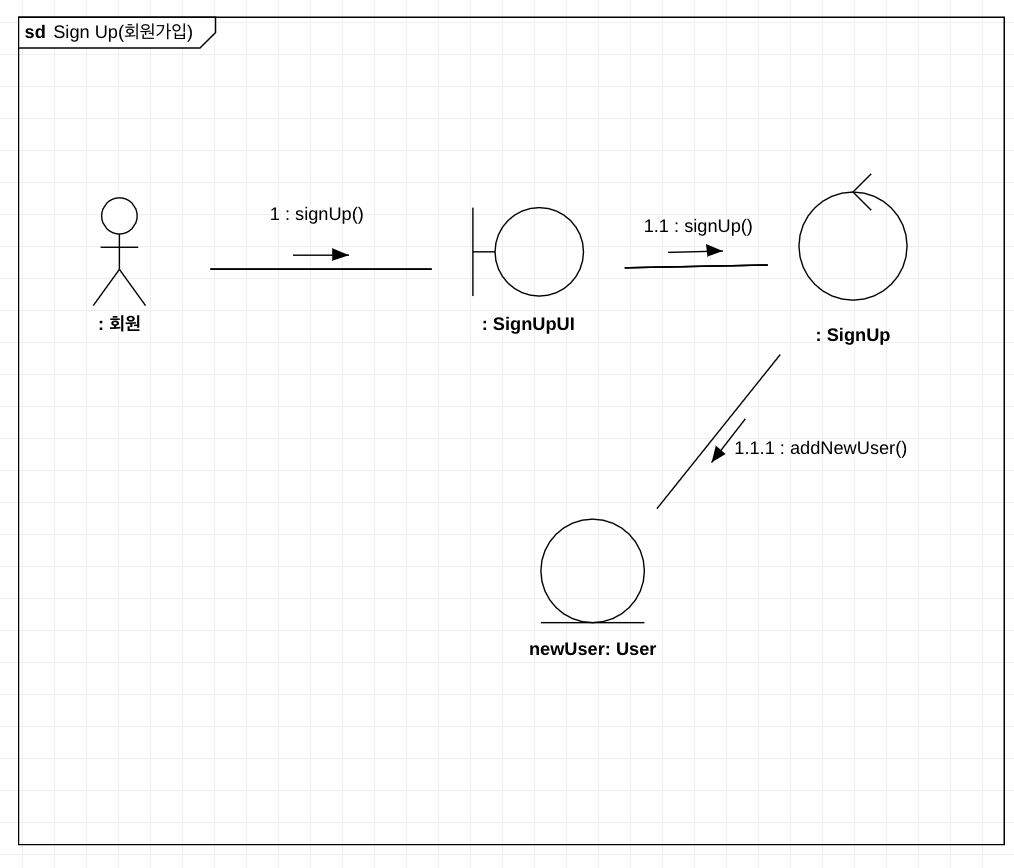 sd Sign Up(회원가입)
1 : signUp()
1.1 : signUp()
: 회원
: SignUpUI
: SignUp
1.1.1 : addNewUser()
newUser: User